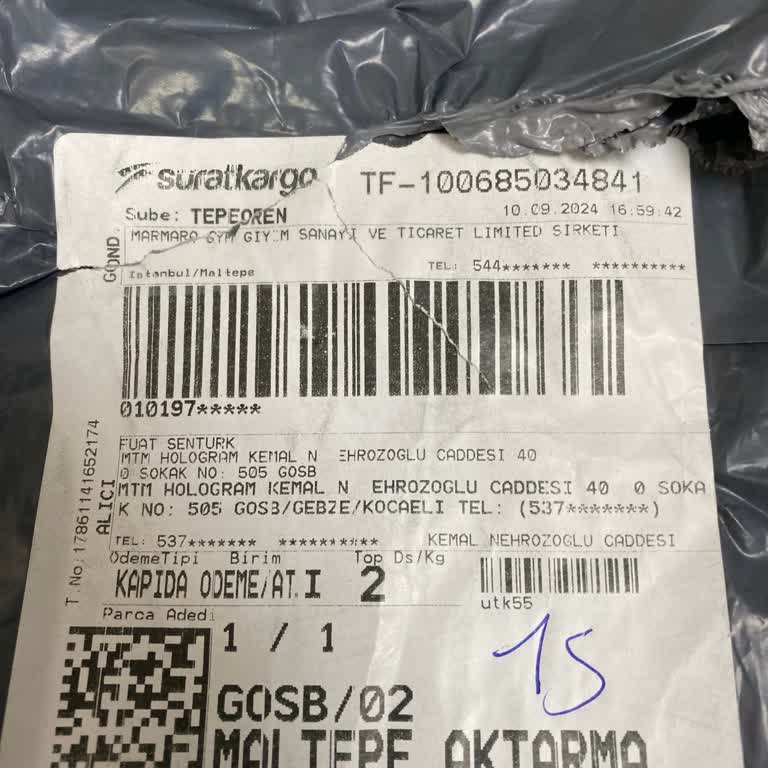 suratkargo
TF-100685034841
Sube: TEPEOREN
10.09.2024 16:59:42
GOND.
MARMARA GYM GIYIM SANAYI VE TICARET LIMITED SIRKETI
Istanbul/Maltepe
TEL: 544******* **********
010197*****
T.No: 17861141652174
ALICI
FUAT SENTURK
MTM HOLOGRAM KEMAL N EHROZOGLU CADDESI 40
0 SOKAK NO: 505 GOSB
MTM HOLOGRAM KEMAL N EHROZOGLU CADDESI 40 0 SOKA
K NO: 505 GOSB/GEBZE/KOCAELI TEL: (537*******)
TEL: 537******* **********
KEMAL NEHROZOGLU CADDESI
OdemeTipi Birim Top Ds/Kg
KAPIDA ODEME/AT. I 2
utk55
Parca Adedi
1 / 1
15
GOSB/02
MALTEPE AKTARMA